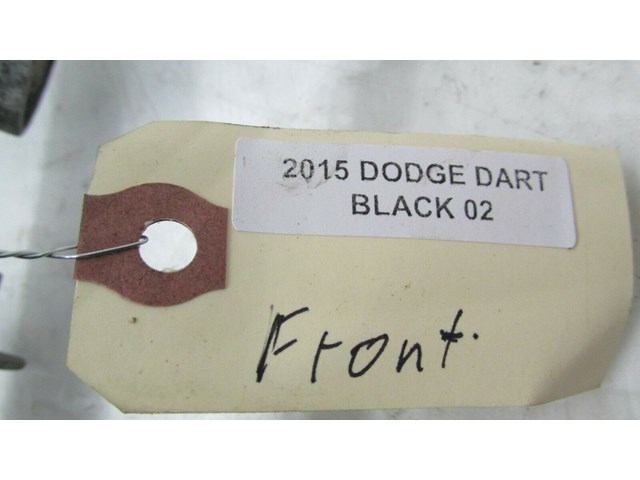 2015 DODGE DART
BLACK 02
Front.